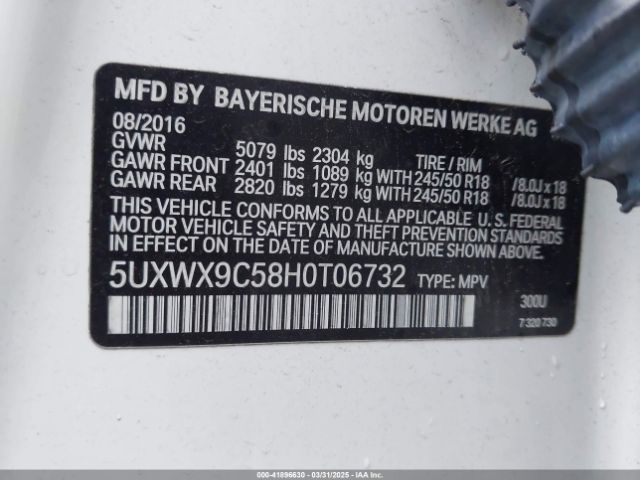 MFD BY BAYERISCHE MOTOREN WERKE AG
08/2016
GVWR 5079 lbs 2304 kg TIRE / RIM
GAWR FRONT 2401 lbs 1089 kg WITH 245/50 R18 /8.0J x 18
GAWR REAR 2820 lbs 1279 kg WITH 245/50 R18 /8.0J x 18
THIS VEHICLE CONFORMS TO ALL APPLICABLE U. S. FEDERAL
MOTOR VEHICLE SAFETY AND THEFT PREVENTION STANDARDS
IN EFFECT ON THE DATE OF MANUFACTURE SHOWN ABOVE.
5UXWX9C58H0T06732 TYPE: MPV
300U
7 320 730
000-41896630 - 03/31/2025 - IAAI.COM